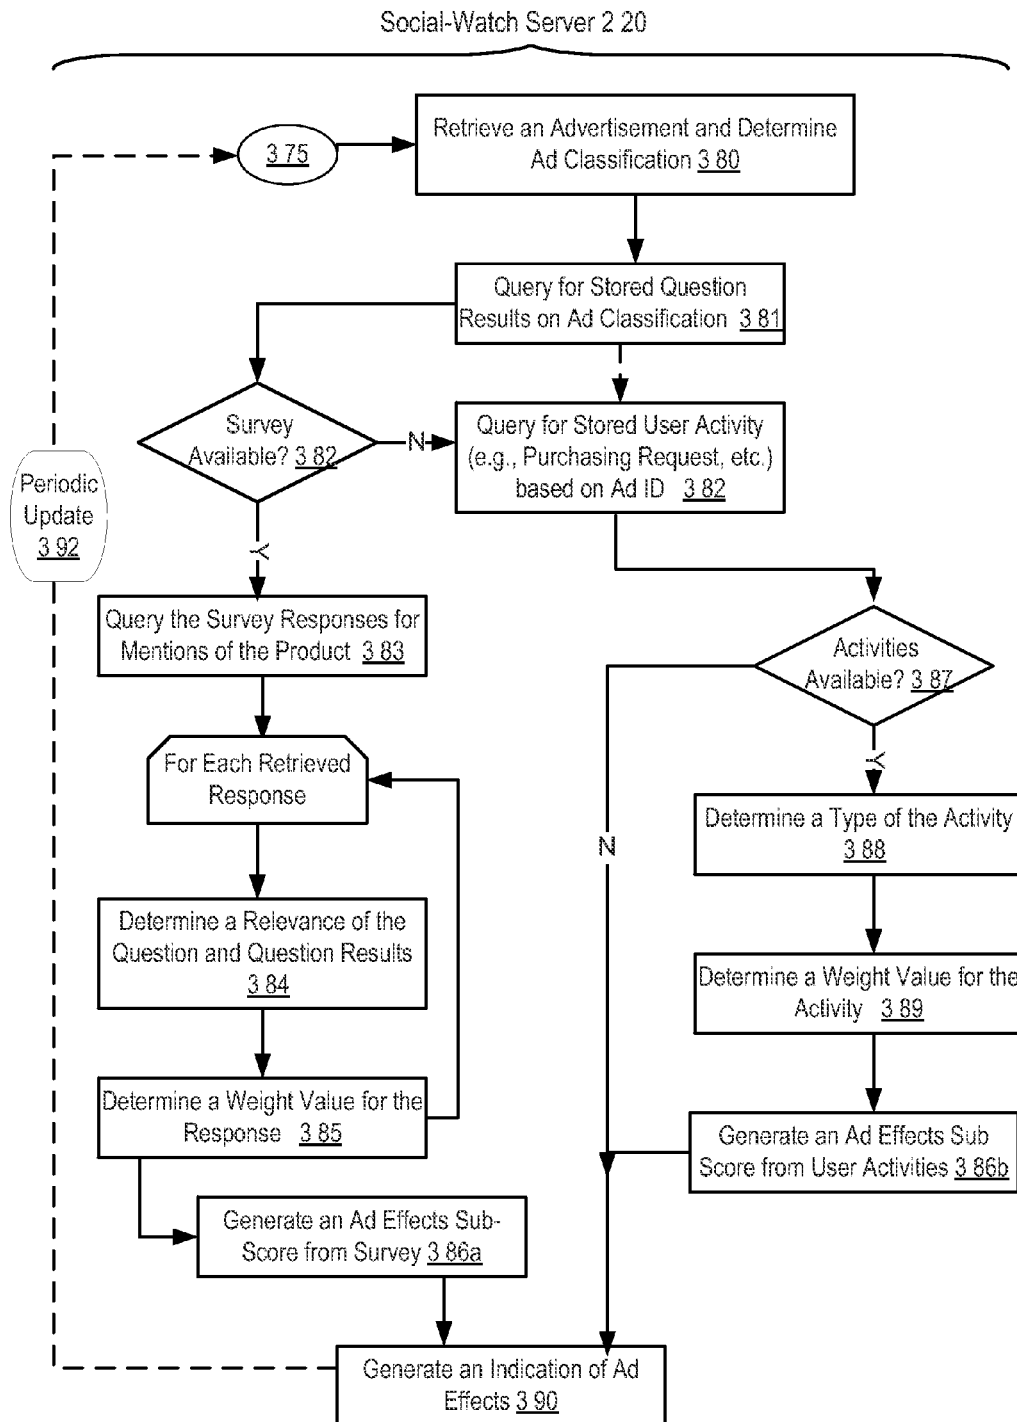 Social-Watch Server 2 20
3 75
Retrieve an Advertisement and Determine
Ad Classification 3 80
Query for Stored Question
Results on Ad Classification 3 81
Survey
Available? 3 82
N
Query for Stored User Activity
(e.g., Purchasing Request, etc.)
based on Ad ID 3 82
Periodic
Update
3 92
Y
Query the Survey Responses for
Mentions of the Product 3 83
Activities
Available? 3 87
For Each Retrieved
Response
Y
N
Determine a Type of the Activity
3 88
Determine a Relevance of the
Question and Question Results
3 84
Determine a Weight Value for the
Activity 3 89
Determine a Weight Value for the
Response 3 85
Generate an Ad Effects Sub
Score from User Activities 3 86b
Generate an Ad Effects Sub-
Score from Survey 3 86a
Generate an Indication of Ad
Effects 3 90